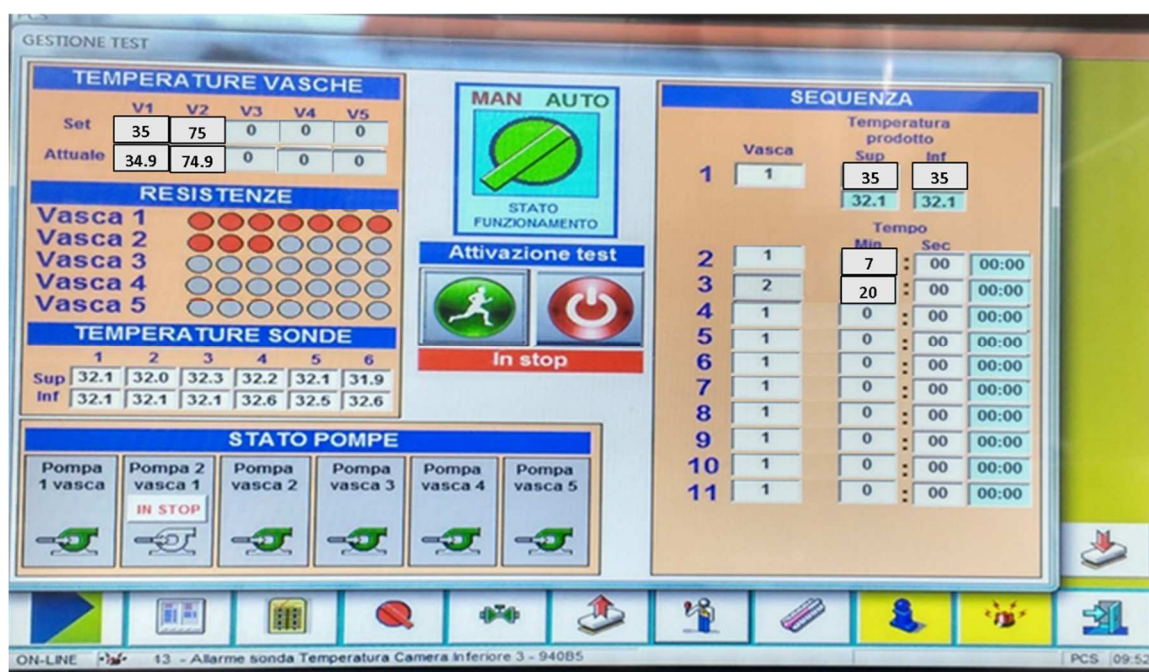 PCS
GESTIONE TEST
TEMPERATURE VASCHE
V1 V2 V3 V4 V5
Set 35 75 0 0 0
Attuale 34.9 74.9 0 0 0
RESISTENZE
Vasca 1
Vasca 2
Vasca 3
Vasca 4
Vasca 5
TEMPERATURE SONDE
1 2 3 4 5 6
Sup 32.1 32.0 32.3 32.2 32.1 31.9
Inf 32.1 32.1 32.1 32.6 32.5 32.6
MAN AUTO
STATO
FUNZIONAMENTO
Attivazione test
In stop
STATO POMPE
Pompa
1 vasca
Pompa 2
vasca 1
IN STOP
Pompa
vasca 2
Pompa
vasca 3
Pompa
vasca 4
Pompa
vasca 5
SEQUENZA
Temperatura
prodotto
Vasca Sup Inf
1 1 35 35
32.1 32.1
Tempo
Min Sec
2 1 7 : 00 00:00
3 2 20 : 00 00:00
4 1 0 : 00 00:00
5 1 0 : 00 00:00
6 1 0 : 00 00:00
7 1 0 : 00 00:00
8 1 0 : 00 00:00
9 1 0 : 00 00:00
10 1 0 : 00 00:00
11 1 0 : 00 00:00
ON-LINE 13 - Allarme sonda Temperatura Camera Inferiore 3 - 940B5 PCS 09:52